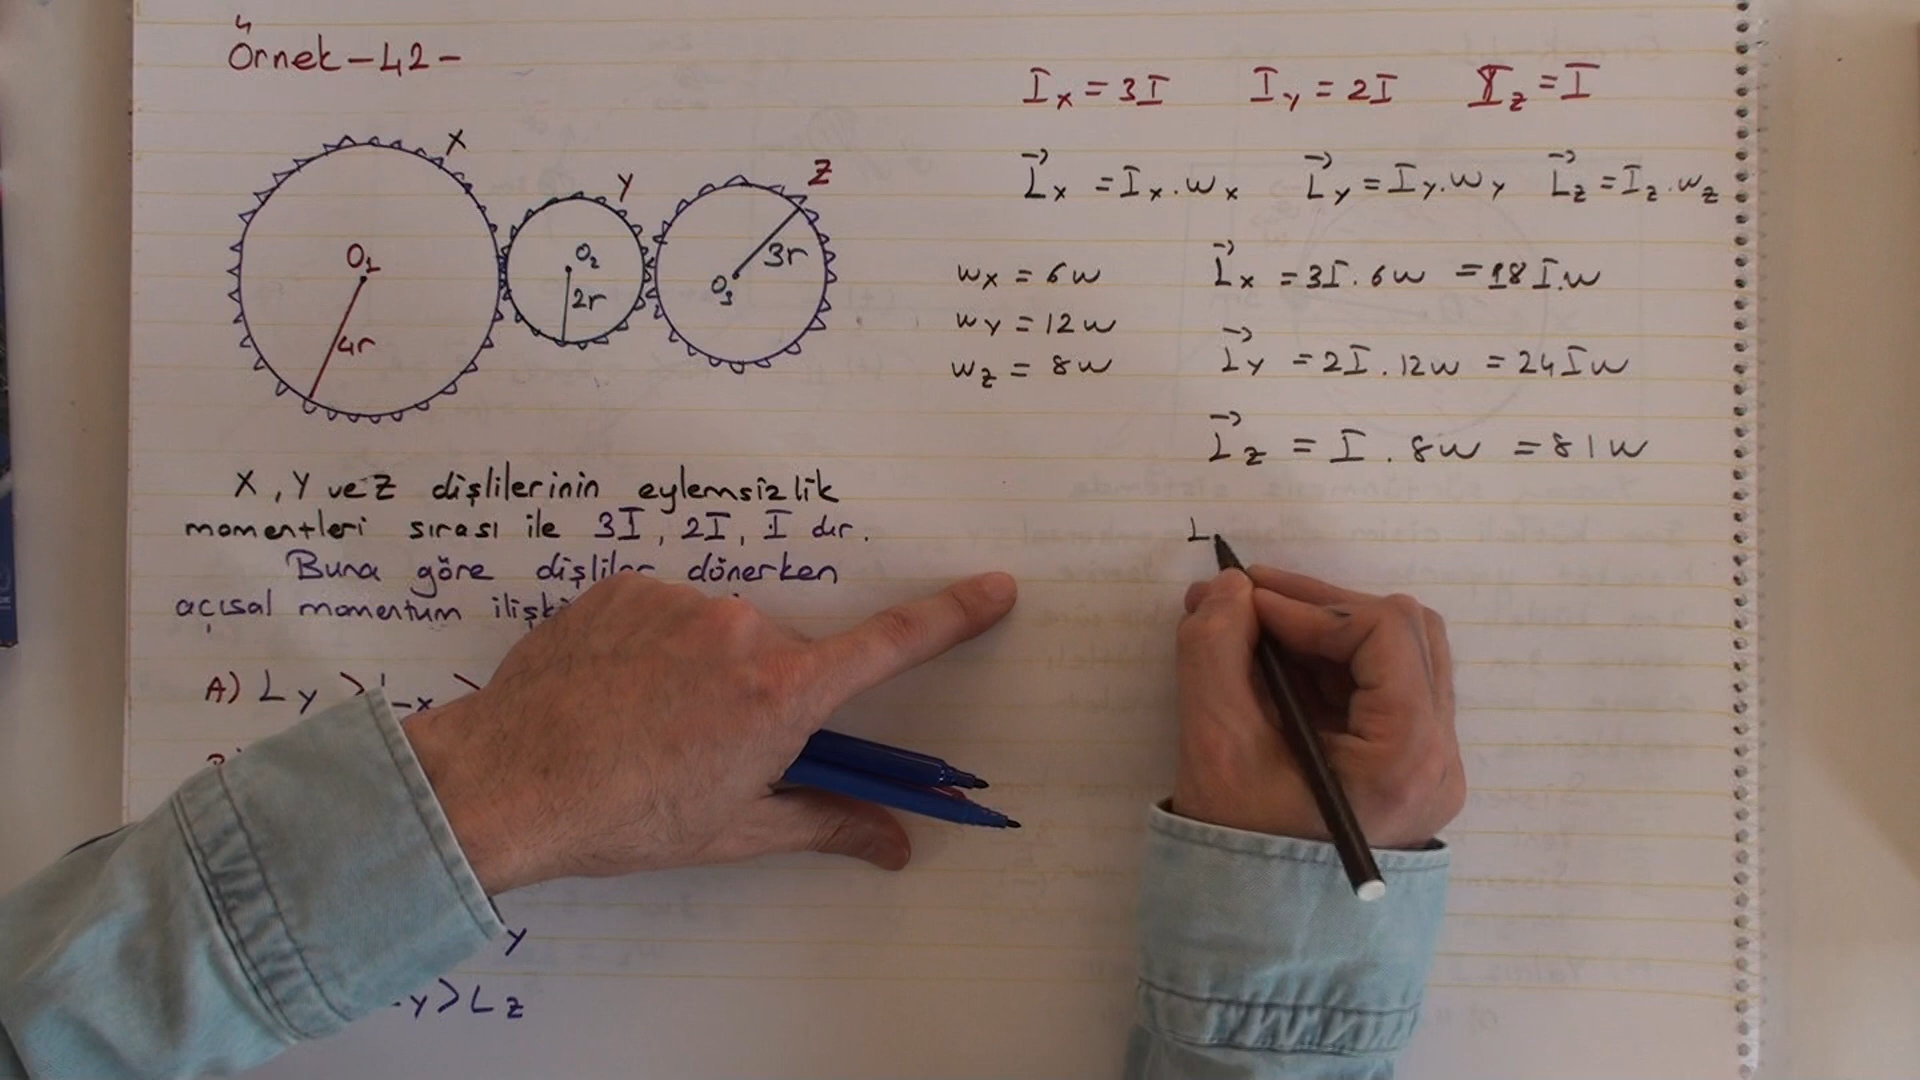 Örnek-42-
X
Y
Z
O1
4r
O2
2r
O3
3r
X, Y ve Z dişlilerinin eylemsizlik
momentleri sırası ile 3I, 2I, I dır.
Buna göre dişliler dönerken
açısal momentum
A) LY > LX >
Y
Y > LZ
IX = 3I IY = 2I IZ = I
LX = IX.wX LY = IY.wY LZ = IZ.wZ
wX = 6w
wY = 12w
wZ = 8w
LX = 3I.6w = 18I.w
LY = 2I.12w = 24Iw
LZ = I.8w = 8Iw
L